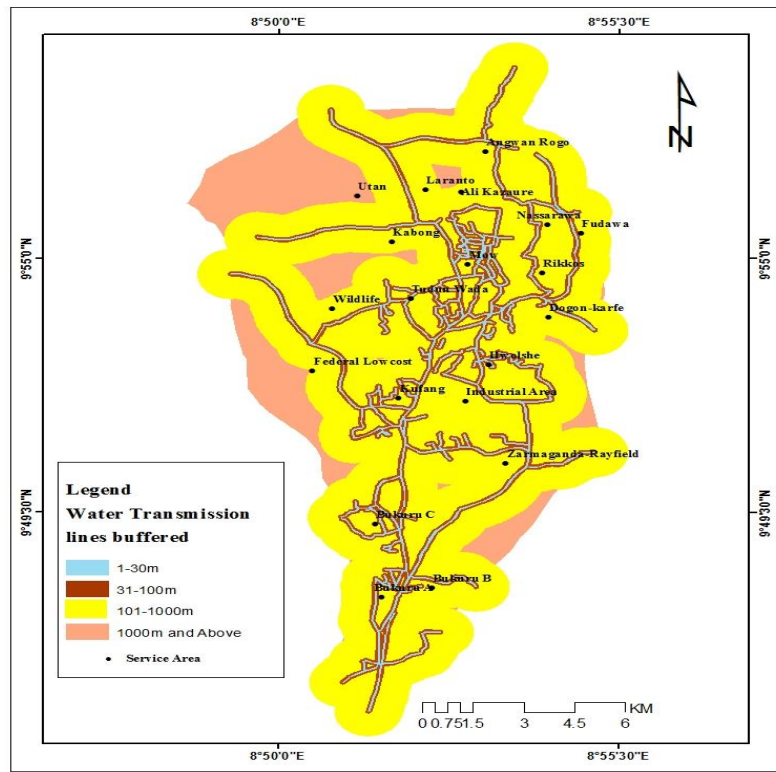 8°50'0"E
8°55'30"E
N
Angwan Rogo
Laranto
Utan
Ali Kazaure
Nassarawa
Fudawa
Kabong
9°55'0"N
9°55'0"N
Mow
Rikkos
Tudun Wada
Wildlife
Dogon-karfe
Hwolshe
Federal Lowcost
Kufang
Industrial Area
Zarmaganda-Rayfield
Legend
Water Transmission
lines buffered
1-30m
31-100m
101-1000m
1000m and Above
Service Area
9°49'30"N
9°49'30"N
Bukuru C
Bukuru B
Bukuru A
KM
0 0.751.5 3 4.5 6
8°50'0"E
8°55'30"E